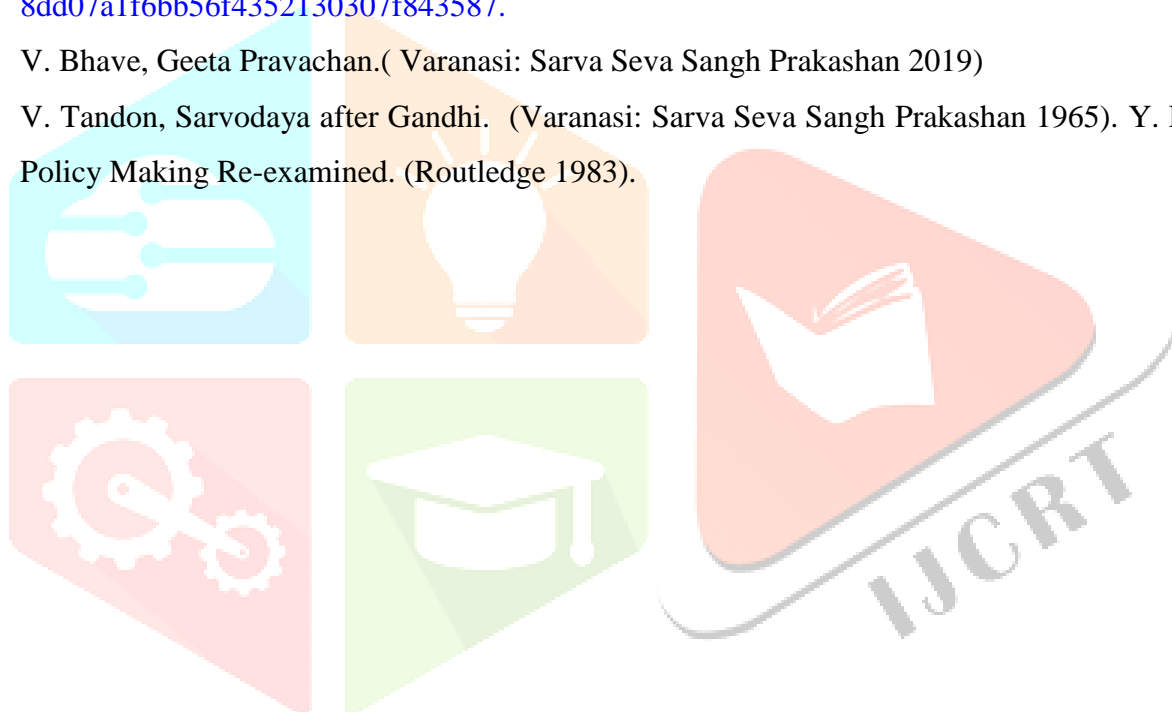 8dd07a1f6bb56f4352130307f843587.
V. Bhave, Geeta Pravachan.( Varanasi: Sarva Seva Sangh Prakashan 2019)
V. Tandon, Sarvodaya after Gandhi. (Varanasi: Sarva Seva Sangh Prakashan 1965). Y.
Policy Making Re-examined. (Routledge 1983).
IJCRT